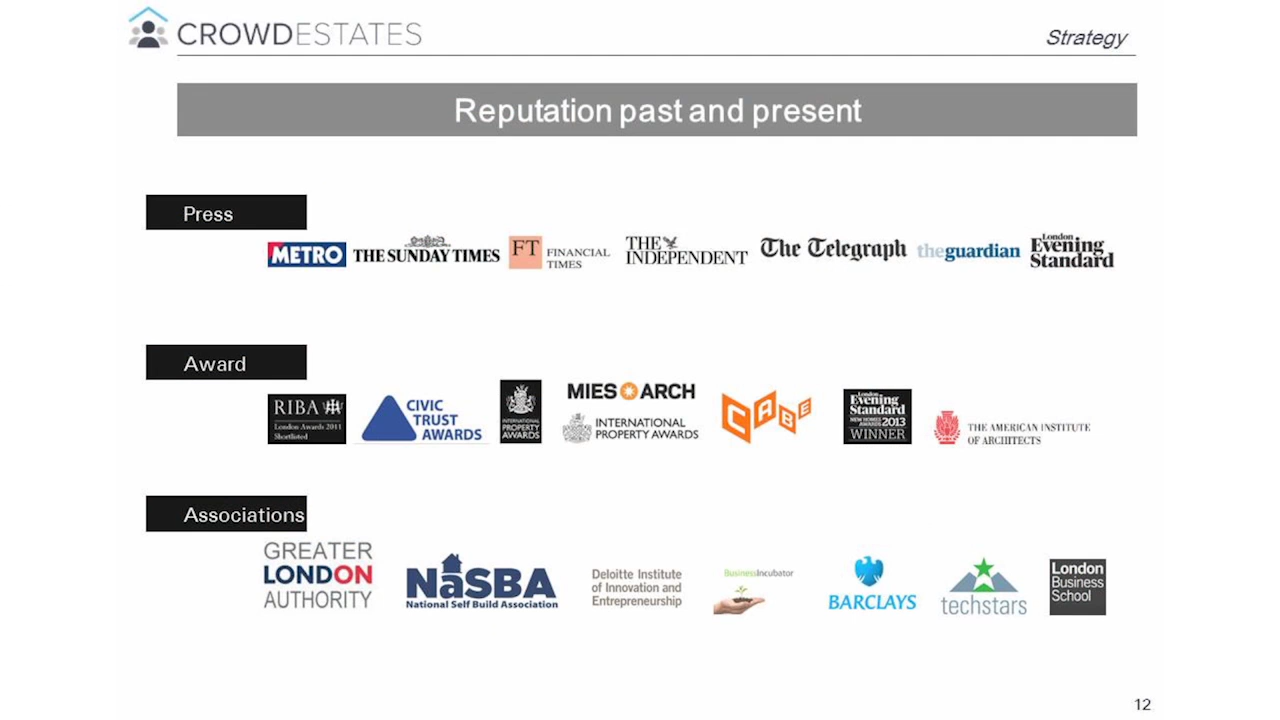 CROWDESTATES
Strategy
Reputation past and present
Press
METRO
THE SUNDAY TIMES
FT
FINANCIAL
TIMES
THE
INDEPENDENT
The Telegraph
theguardian
London
Evening
Standard
Award
RIBA
London Awards 2011
Shortlisted
CIVIC
TRUST
AWARDS
INTERNATIONAL
PROPERTY
AWARDS
MIES ARCH
INTERNATIONAL
PROPERTY AWARDS
CABE
London
Evening
Standard
NEW HOMES
AWARDS 2013
WINNER
THE AMERICAN INSTITUTE
OF ARCHITECTS
Associations
GREATER
LONDON
AUTHORITY
NaSBA
National Self Build Association
Deloitte Institute
of Innovation and
Entrepreneurship
BusinessIncubator
BARCLAYS
techstars
London
Business
School
12